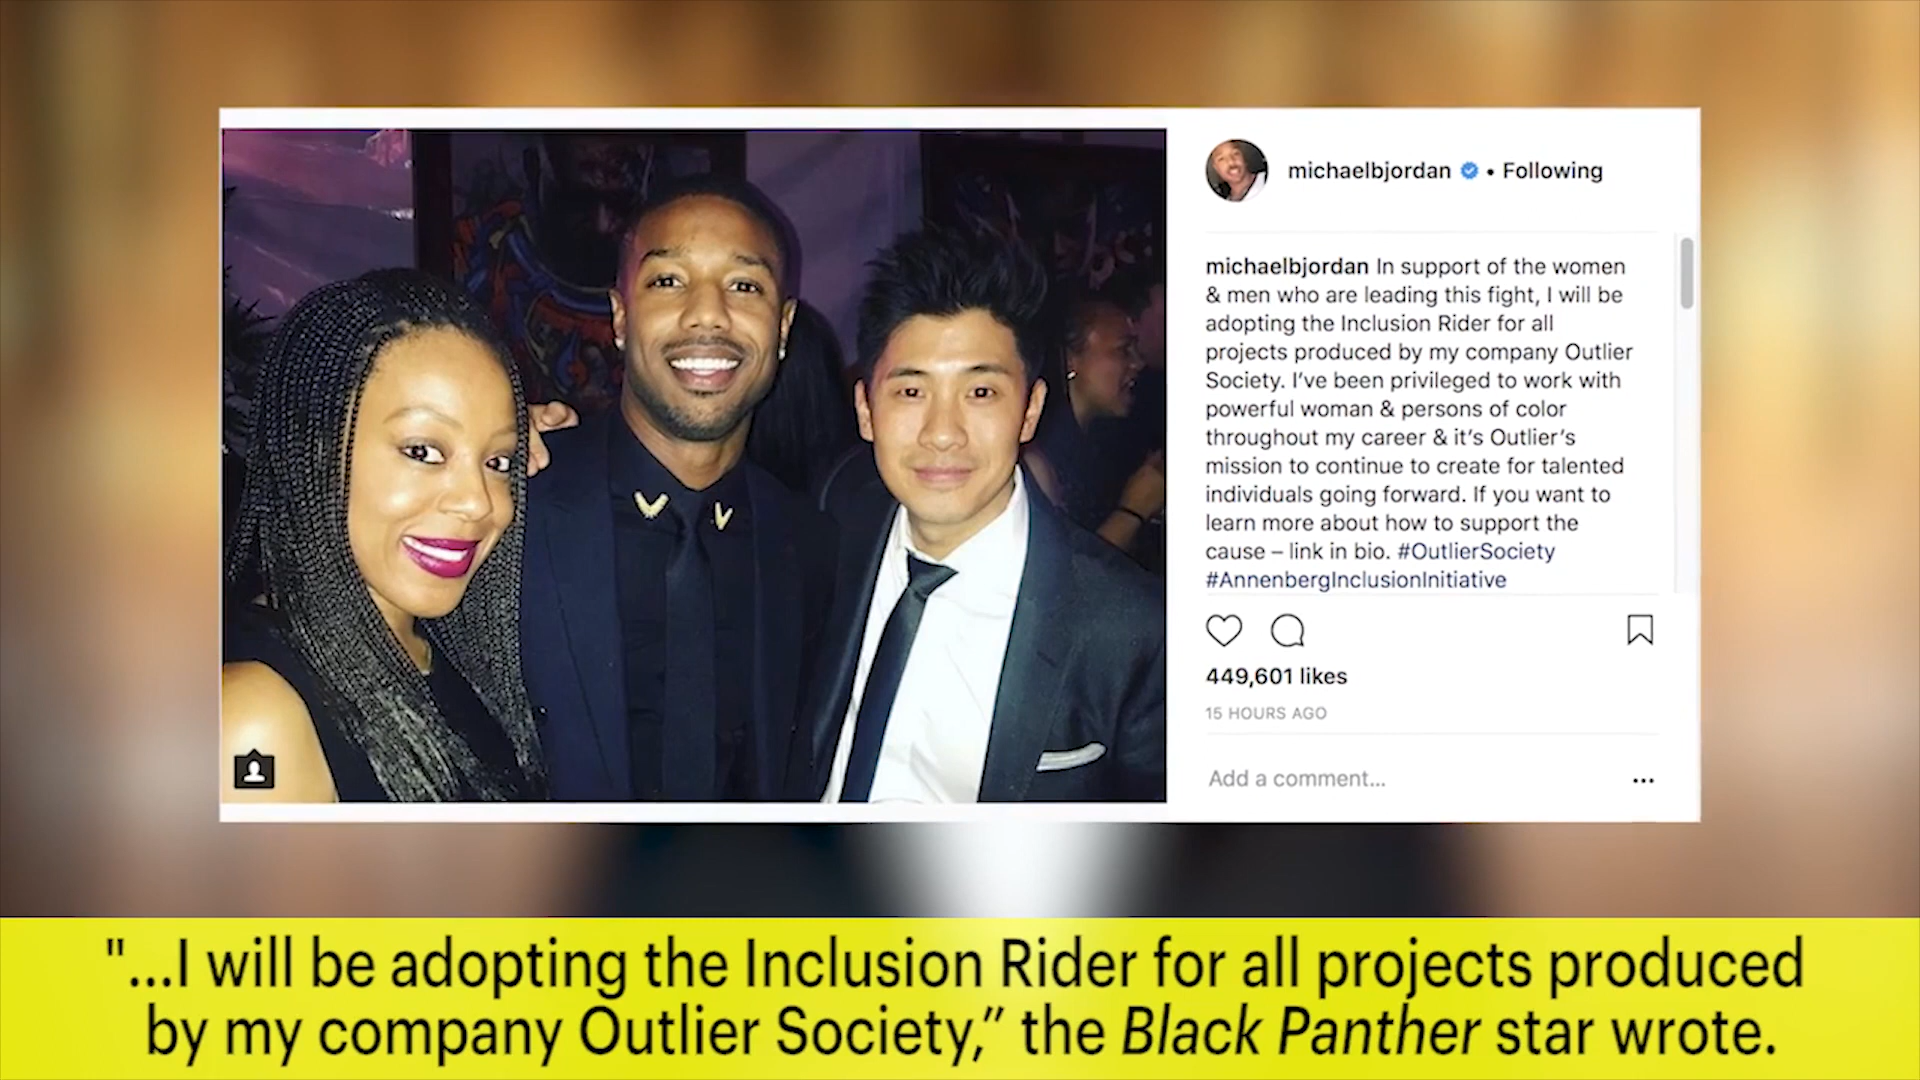 michaelbjordan • Following
michaelbjordan In support of the women
& men who are leading this fight, I will be
adopting the Inclusion Rider for all
projects produced by my company Outlier
Society. I’ve been privileged to work with
powerful woman & persons of color
throughout my career & it’s Outlier’s
mission to continue to create for talented
individuals going forward. If you want to
learn more about how to support the
cause – link in bio. #OutlierSociety
#AnnenbergInclusionInitiative
449,601 likes
15 HOURS AGO
Add a comment...
"...I will be adopting the Inclusion Rider for all projects produced
by my company Outlier Society,” the Black Panther star wrote.